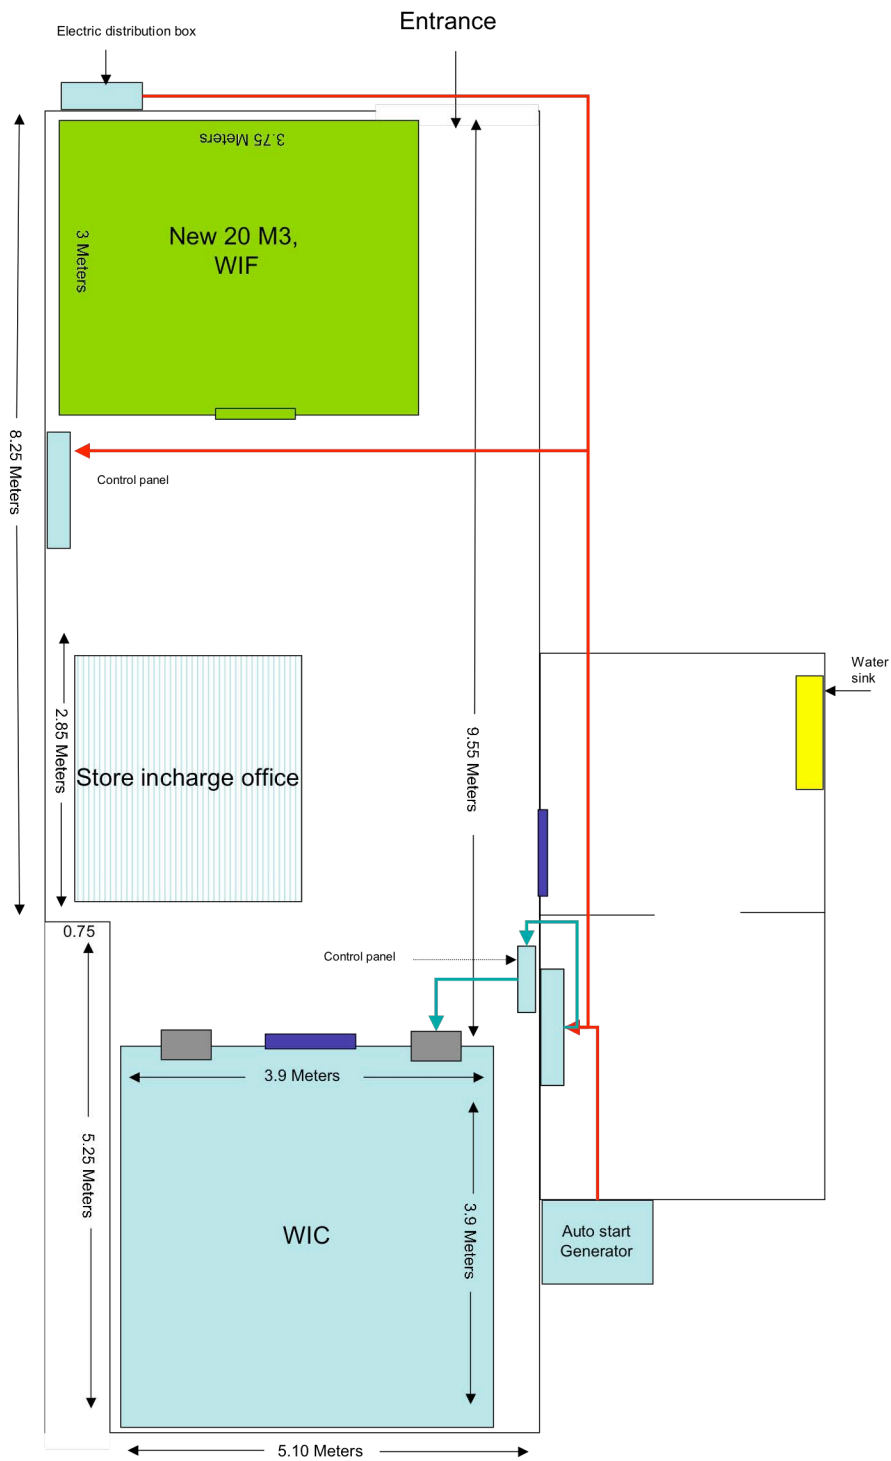 Entrance
Electric distribution box
3.75 Meters
New 20 M3,
WIF
3 Meters
8.25 Meters
Control panel
Water
sink
2.85 Meters
9.55 Meters
Store incharge office
0.75
Control panel
3.9 Meters
5.25 Meters
3.9 Meters
WIC
Auto start
Generator
5.10 Meters